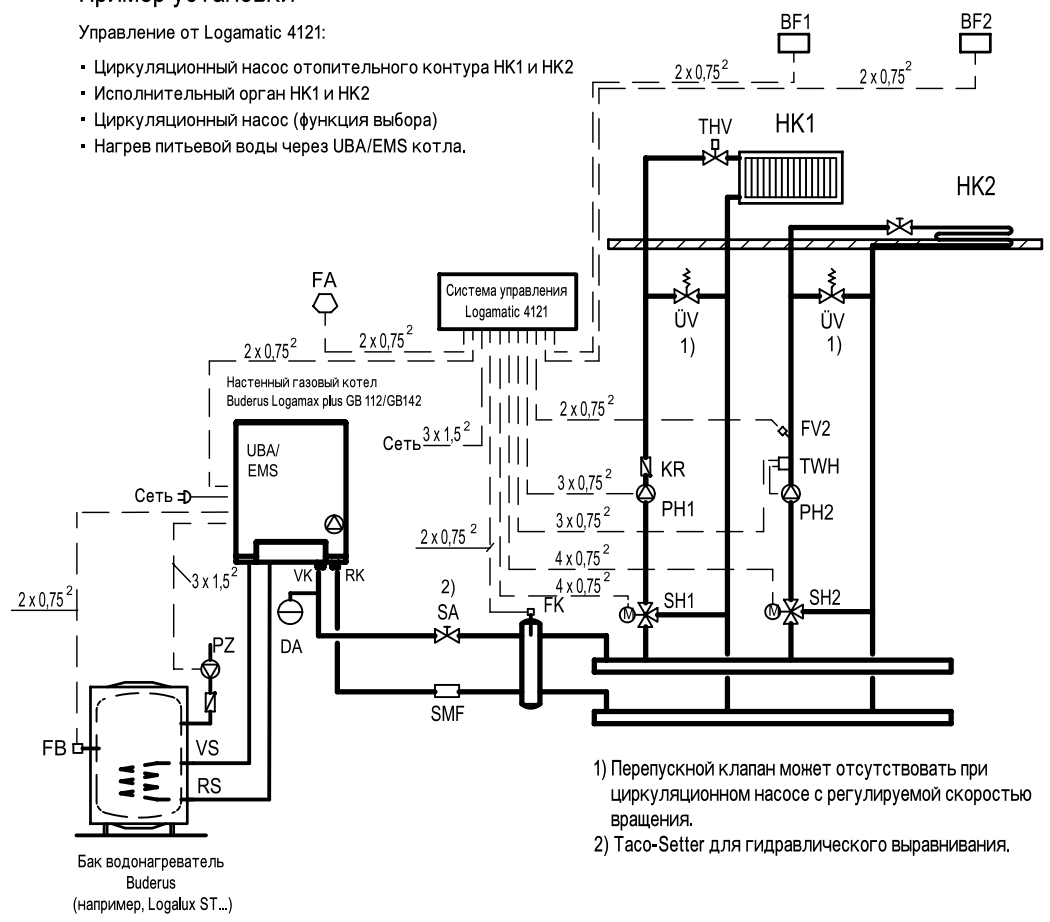 Пример установки
Управление от Logamatic 4121:
▪ Циркуляционный насос отопительного контура НК1 и НК2
▪ Исполнительный орган НК1 и НК2
▪ Циркуляционный насос (функция выбора)
▪ Нагрев питьевой воды через UBA/EMS котла.
BF1
BF2
2 x 0,75²
2 x 0,75²
THV
HK1
HK2
FA
Система управления
Logamatic 4121
ÜV
1)
ÜV
1)
2 x 0,75²
2 x 0,75²
Настенный газовый котел
Buderus Logamax plus GB 112/GB142
2 x 0,75²
FV2
Сеть
3 x 1,5²
UBA/
EMS
KR
TWH
3 x 0,75²
Сеть
PH1
PH2
3 x 0,75²
2 x 0,75²
4 x 0,75²
VK
RK
3 x 1,5²
4 x 0,75²
2 x 0,75²
2)
SA
FK
M
SH1
M
SH2
DA
PZ
SMF
FB
VS
RS
1) Перепускной клапан может отсутствовать при
циркуляционном насосе с регулируемой скоростью
вращения.
2) Taco-Setter для гидравлического выравнивания.
Бак водонагреватель
Buderus
(например, Logalux ST...)